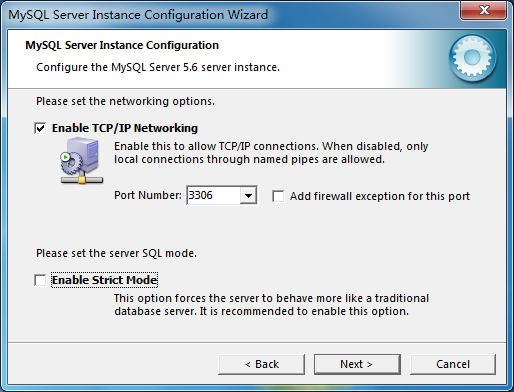 MySQL Server Instance Configuration Wizard
MySQL Server Instance Configuration
Configure the MySQL Server 5.6 server instance.
Please set the networking options.
Enable TCP/IP Networking
Enable this to allow TCP/IP connections. When disabled, only
local connections through named pipes are allowed.
Port Number: 3306 Add firewall exception for this port
Please set the server SQL mode.
Enable Strict Mode
This option forces the server to behave more like a traditional
database server. It is recommended to enable this option.
< Back Next > Cancel